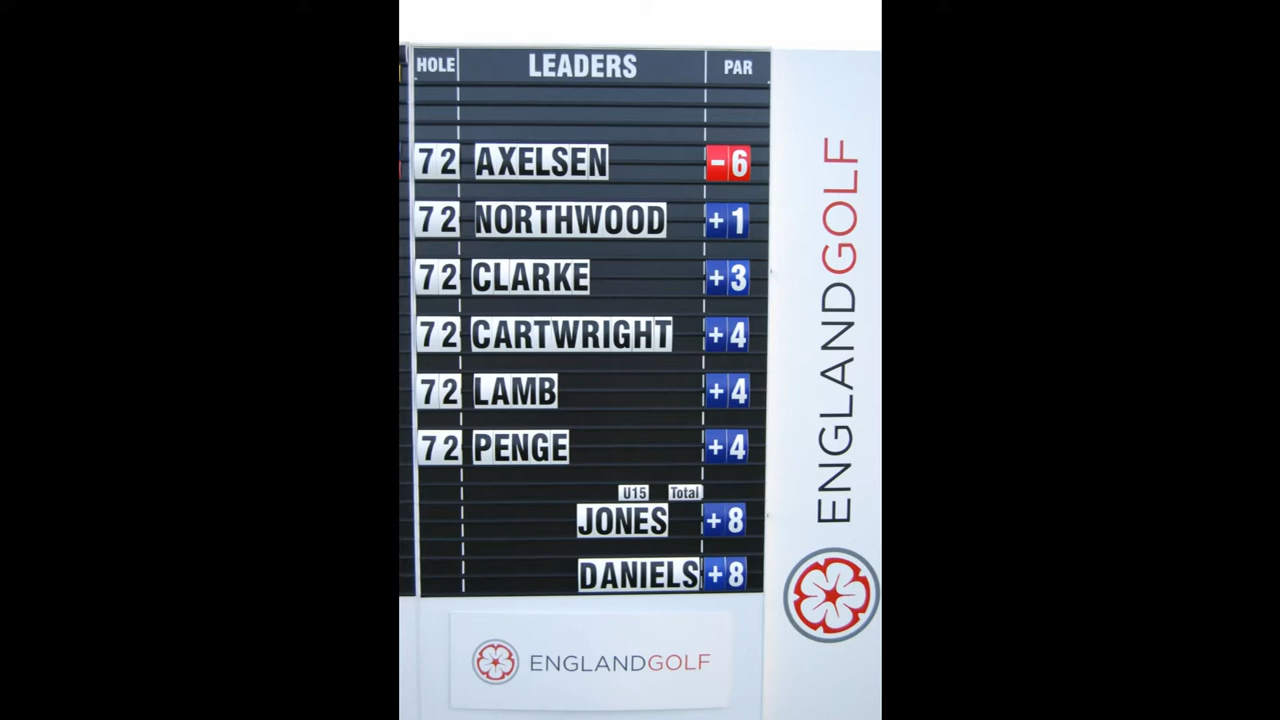 HOLE LEADERS PAR
72 AXELSEN -6
72 NORTHWOOD +1
72 CLARKE +3
72 CARTWRIGHT +4
72 LAMB +4
72 PENGE +4
U15 Total
JONES +8
DANIELS +8
ENGLANDGOLF
ENGLANDGOLF